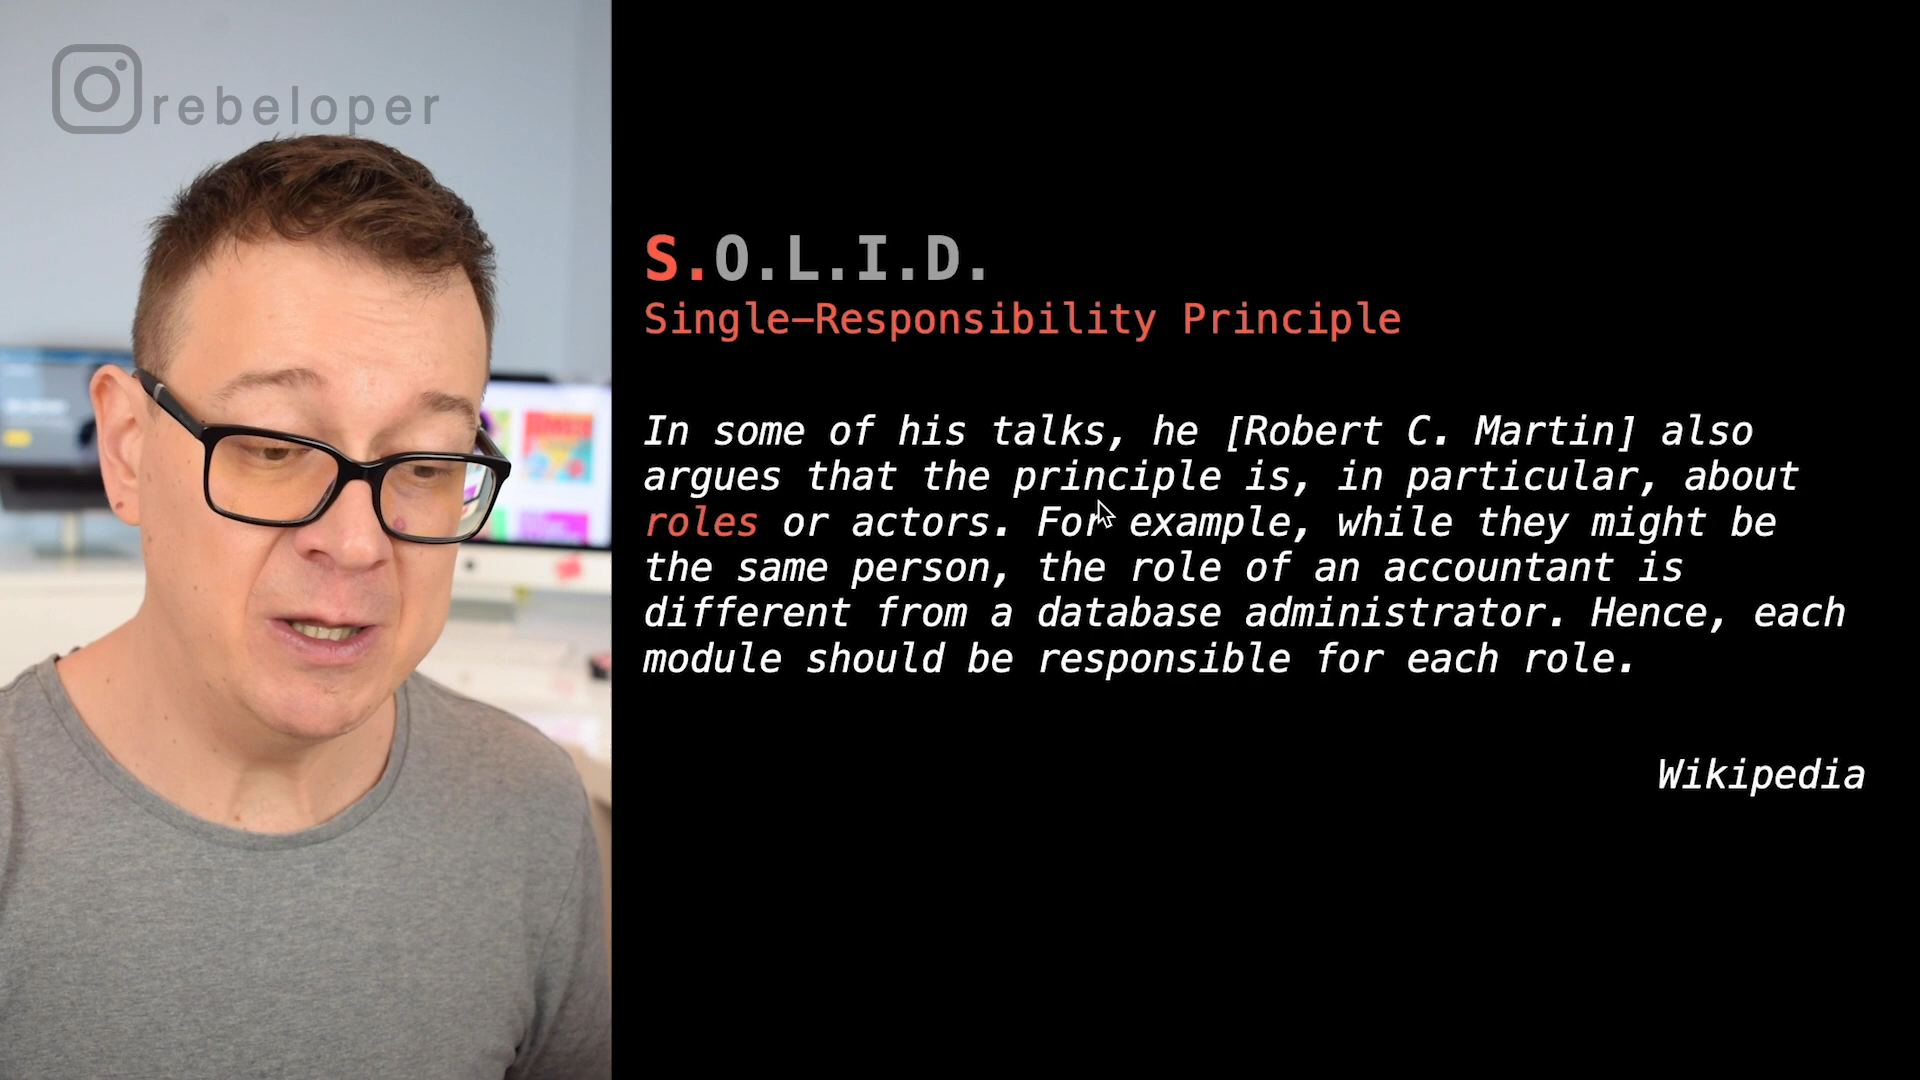 rebeloper
S.O.L.I.D.
Single–Responsibility Principle
In some of his talks, he [Robert C. Martin] also
argues that the principle is, in particular, about
roles or actors. For example, while they might be
the same person, the role of an accountant is
different from a database administrator. Hence, each
module should be responsible for each role.
Wikipedia